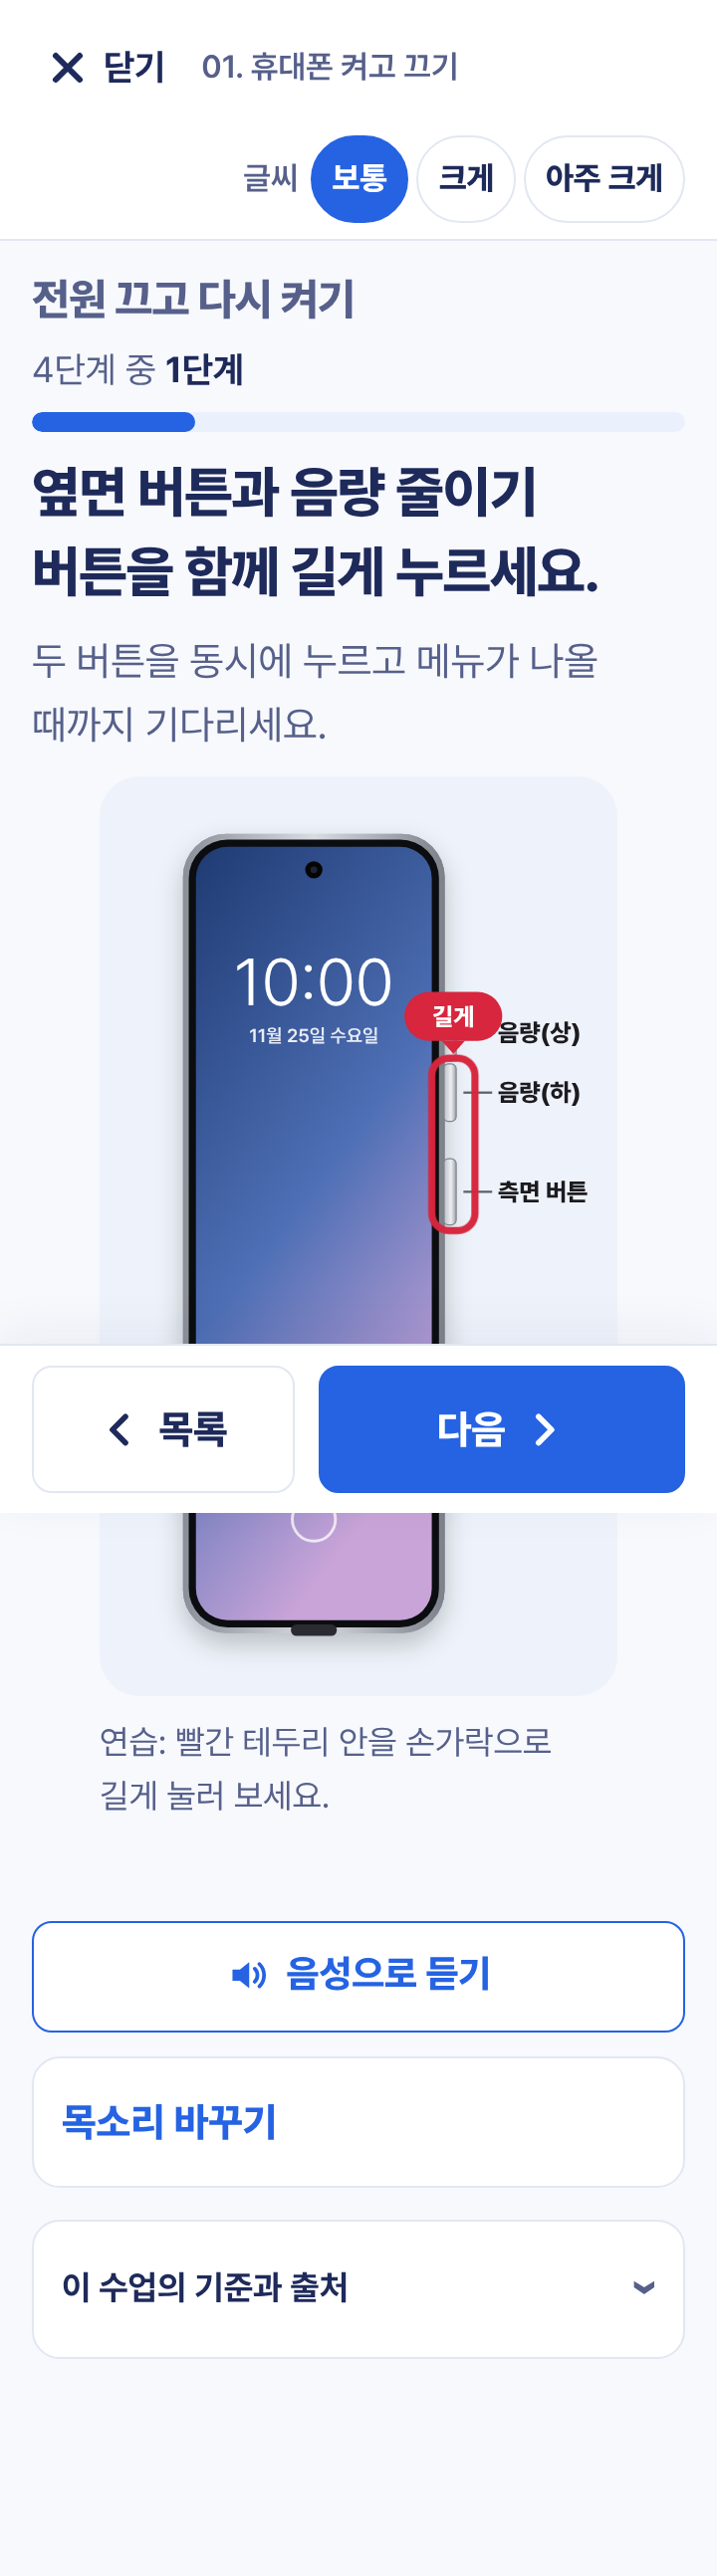 닫기 01. 휴대폰 켜고 끄기
글씨 보통 크게 아주 크게
전원 끄고 다시 켜기
4단계 중 1단계
옆면 버튼과 음량 줄이기
버튼을 함께 길게 누르세요.
두 버튼을 동시에 누르고 메뉴가 나올
때까지 기다리세요.
10:00
11월 25일 수요일
길게
음량(상)
음량(하)
측면 버튼
목록 다음
연습: 빨간 테두리 안을 손가락으로
길게 눌러 보세요.
음성으로 듣기
목소리 바꾸기
이 수업의 기준과 출처